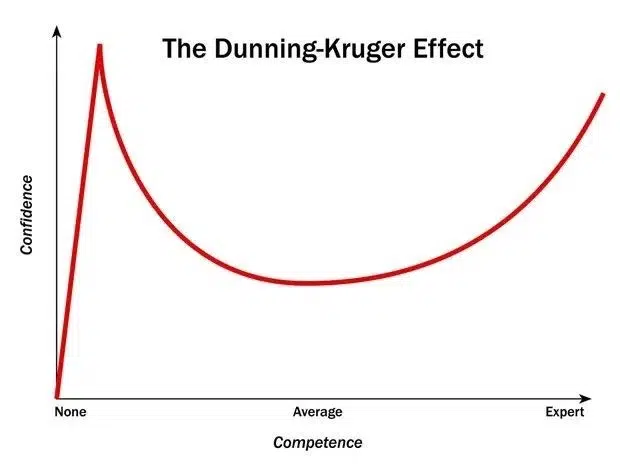 The Dunning-Kruger Effect
Confidence
None
Average
Expert
Competence